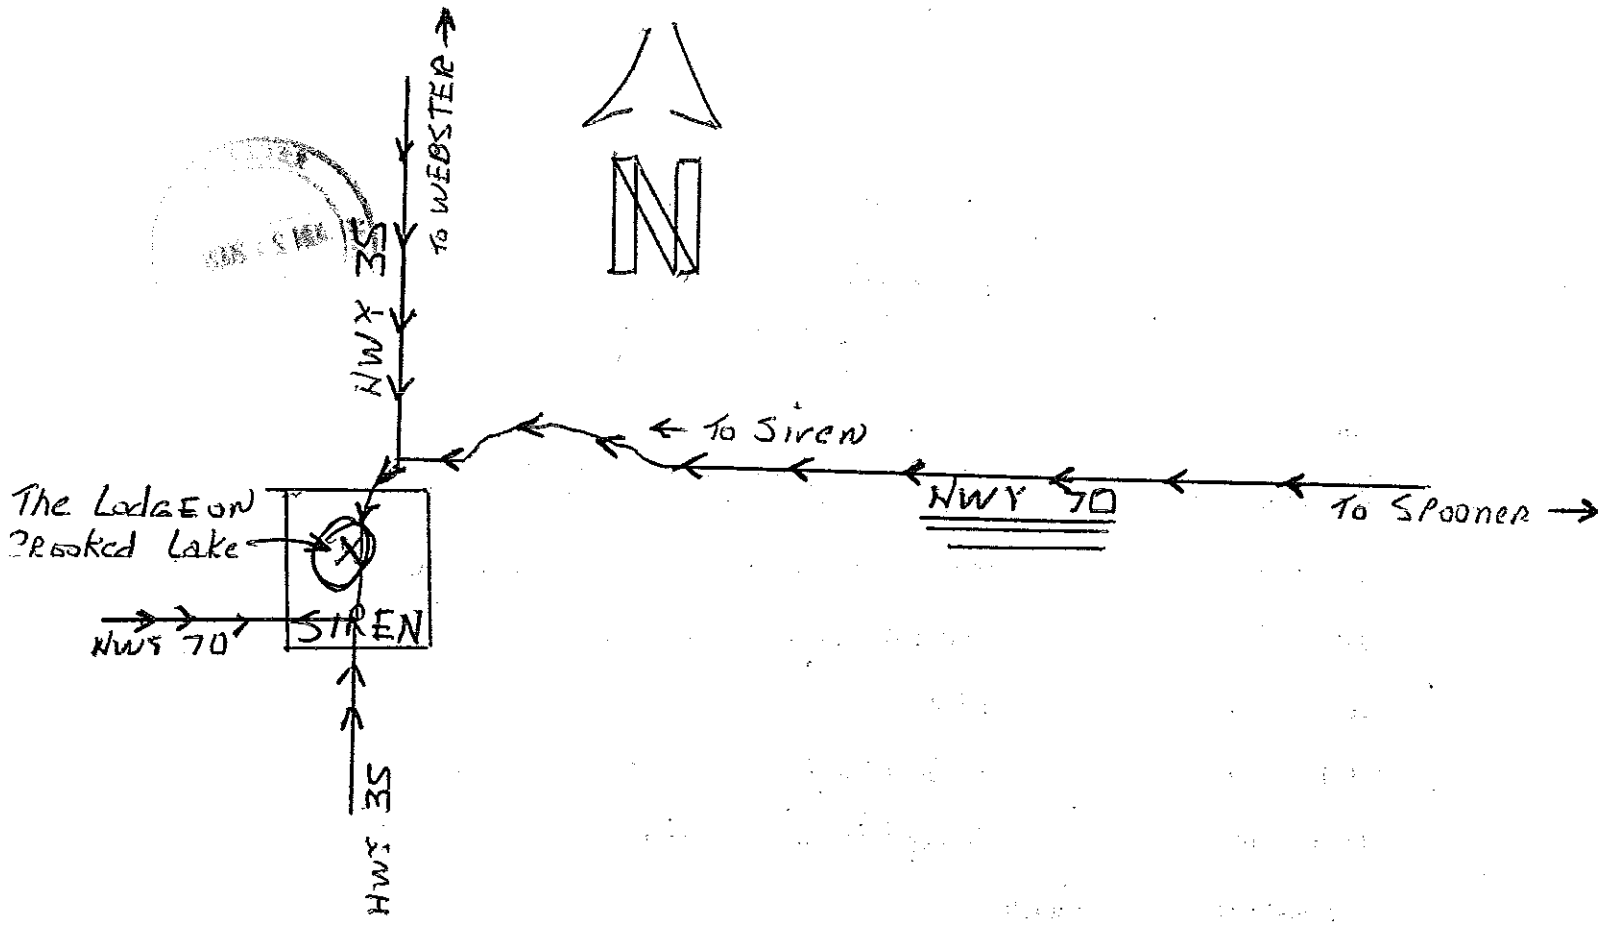 To WEBSTER
N
HWY 35
← To Siren
HWY 70
To Spooner →
The Lodge on
Crooked Lake
SIREN
HWY 70
HWY 35